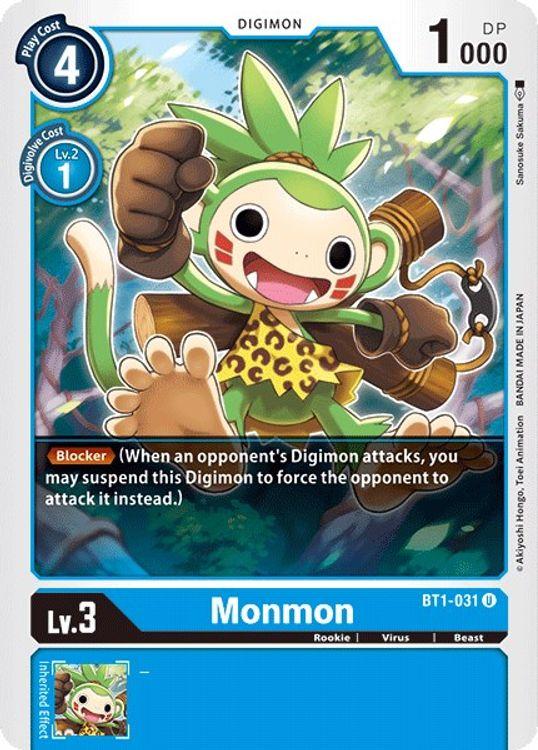 Play Cost
4
DIGIMON
1000
DP
Digivolve Cost
Lv.2
1
Sanosuke Sakuma
©Akiyoshi Hongo, Toei Animation BANDAI MADE IN JAPAN
Blocker (When an opponent's Digimon attacks, you
may suspend this Digimon to force the opponent to
attack it instead.)
Lv.3
Monmon
BT1-031 U
Rookie | Virus | Beast
Inherited Effect
–